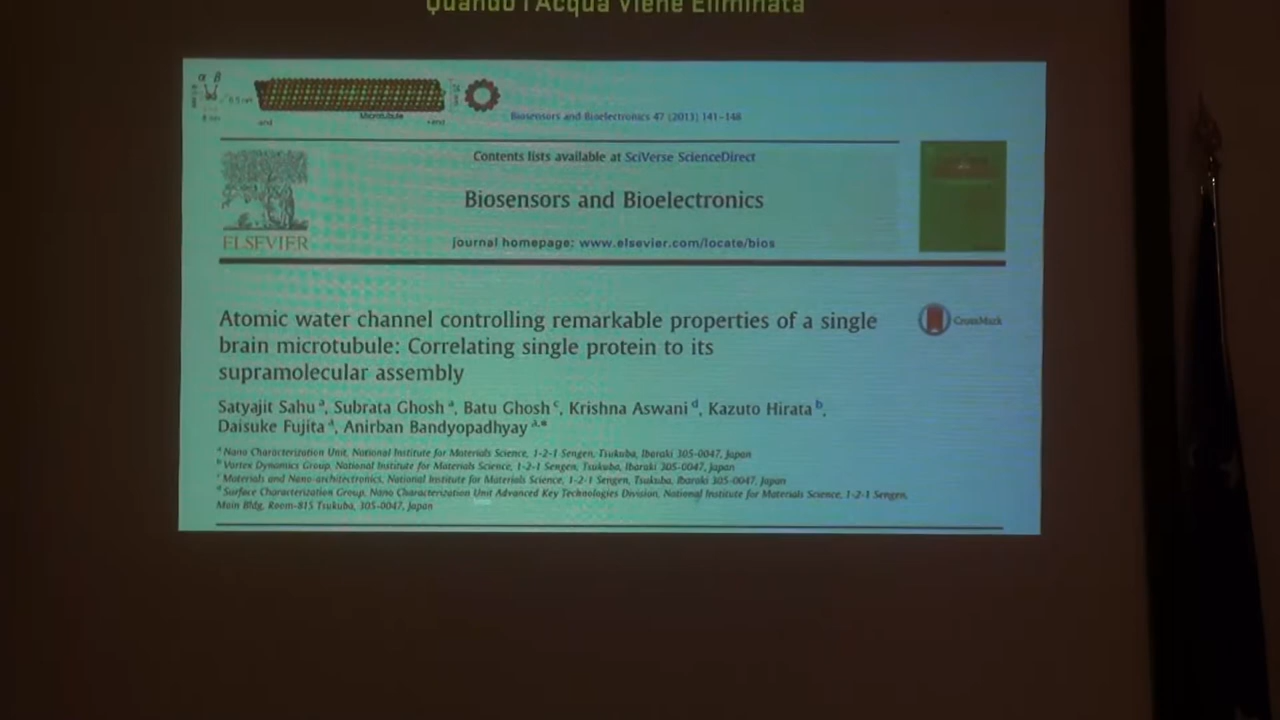 Quando l'Acqua Viene Eliminata
α β
Microtubule
-end
+end
Biosensors and Bioelectronics 47 (2013) 141–148
Contents lists available at SciVerse ScienceDirect
Biosensors and Bioelectronics
journal homepage: www.elsevier.com/locate/bios
ELSEVIER
Atomic water channel controlling remarkable properties of a single
brain microtubule: Correlating single protein to its
supramolecular assembly
CrossMark
Satyajit Sahu a, Subrata Ghosh a, Batu Ghosh c, Krishna Aswani d, Kazuto Hirata b,
Daisuke Fujita a, Anirban Bandyopadhyay a,*
a Nano Characterization Unit, National Institute for Materials Science, 1-2-1 Sengen, Tsukuba, Ibaraki 305-0047, Japan
b Vortex Dynamics Group, National Institute for Materials Science, 1-2-1 Sengen, Tsukuba, Ibaraki 305-0047, Japan
c Materials and Nano-architectronics, National Institute for Materials Science, 1-2-1 Sengen, Tsukuba, Ibaraki 305-0047, Japan
d Surface Characterization Group, Nano Characterization Unit Advanced Key Technologies Division, National Institute for Materials Science, 1-2-1 Sengen,
Main Bldg, Room-815 Tsukuba, 305-0047, Japan